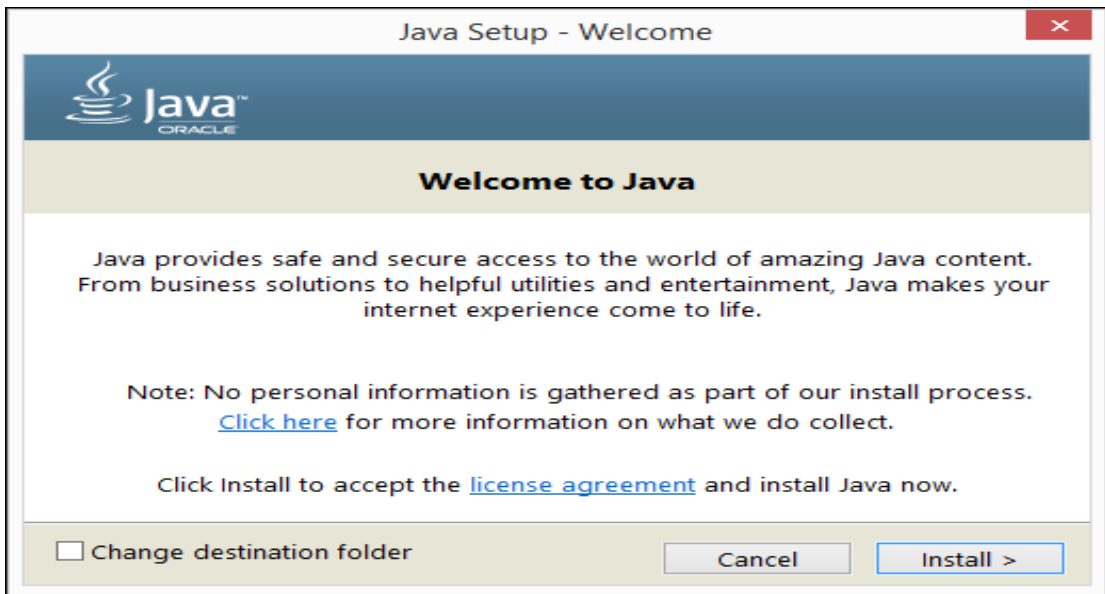 Java Setup - Welcome
Java™
ORACLE
Welcome to Java
Java provides safe and secure access to the world of amazing Java content.
From business solutions to helpful utilities and entertainment, Java makes your
internet experience come to life.
Note: No personal information is gathered as part of our install process.
Click here for more information on what we do collect.
Click Install to accept the license agreement and install Java now.
Change destination folder
Cancel
Install >